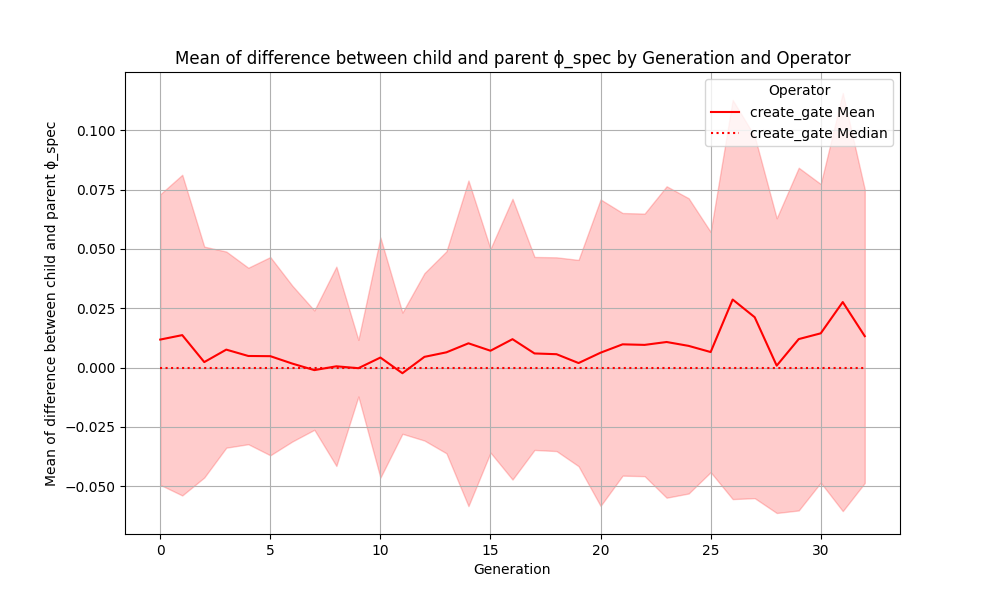 Mean of difference between child and parent ϕ_spec by Generation and Operator
Mean of difference between child and parent ϕ_spec
0.100
0.075
0.050
0.025
0.000
−0.025
−0.050
Operator
create_gate Mean
create_gate Median
0 5 10 15 20 25 30
Generation